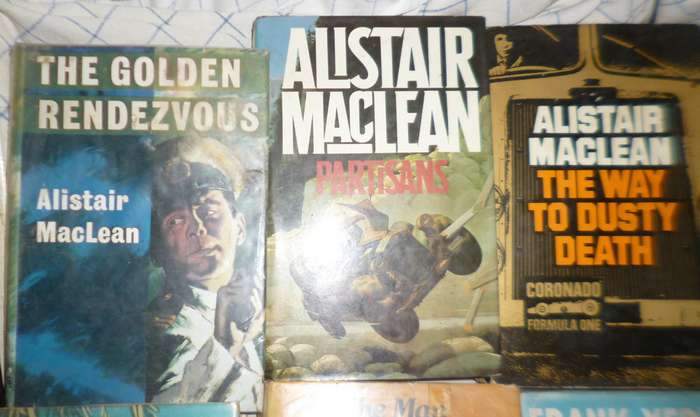 THE GOLDEN
RENDEZVOUS
Alistair
MacLean
ALISTAIR
MACLEAN
PARTISANS
ALISTAIR
MACLEAN
THE WAY
TO DUSTY
DEATH
CORONADO
FORMULA ONE